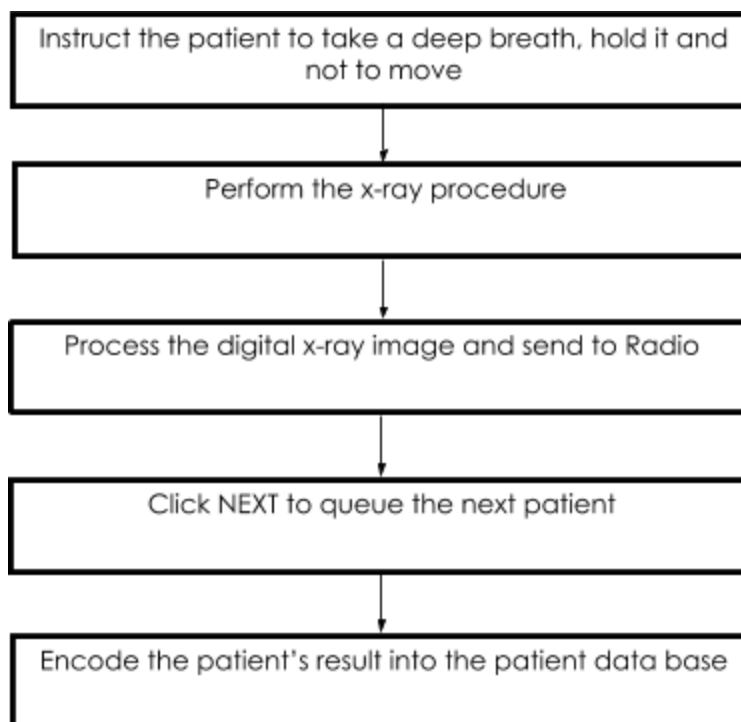 Instruct the patient to take a deep breath, hold it and
not to move
Perform the x-ray procedure
Process the digital x-ray image and send to Radio
Click NEXT to queue the next patient
Encode the patient's result into the patient data base